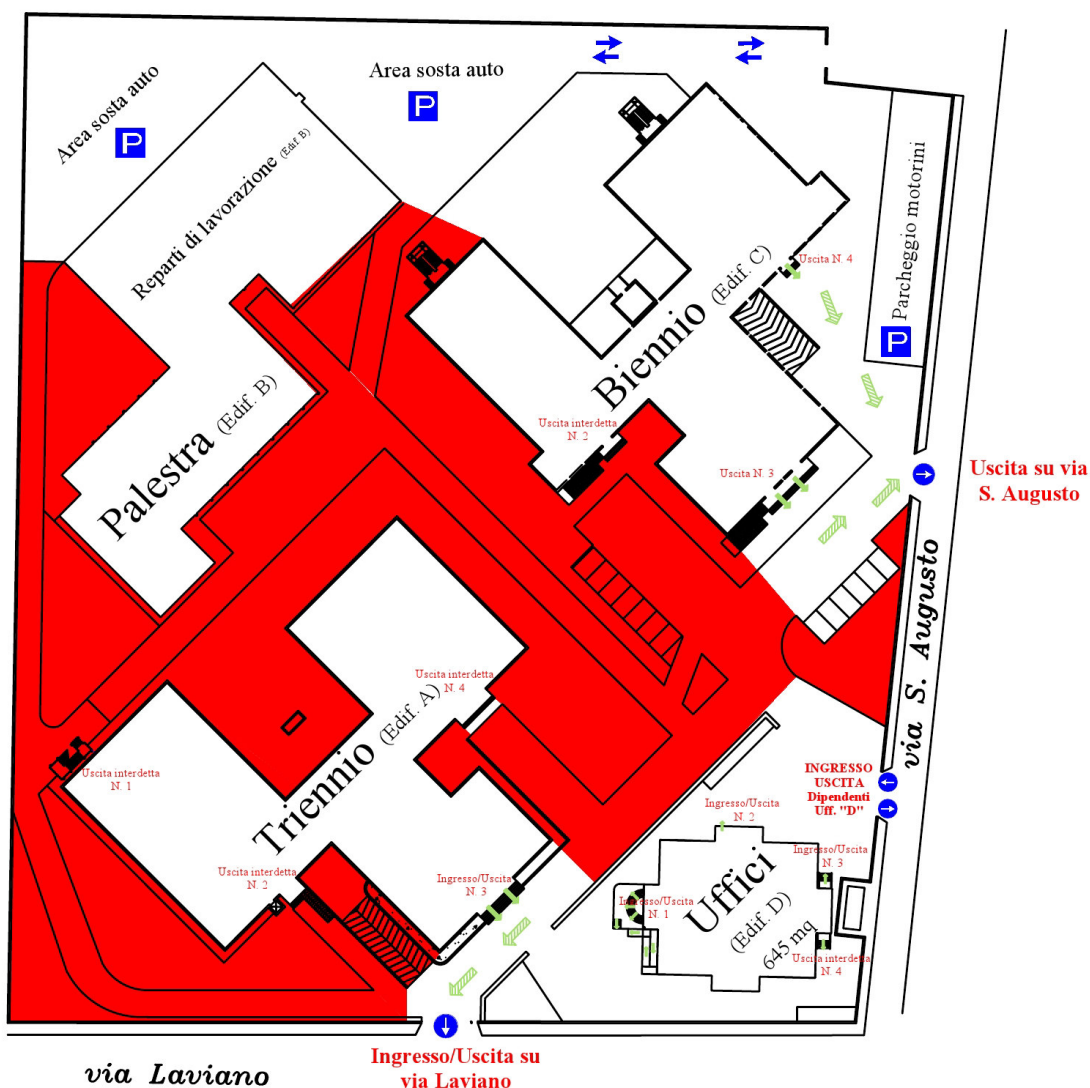 Area sosta auto
P
Area sosta auto
P
Reparti di lavorazione (Edif. B)
Parcheggio motorini
P
Uscita N. 4
Biennio (Edif. C)
Palestra (Edif. B)
Uscita interdetta
N. 2
Uscita N. 3
Uscita su via
S. Augusto
via S. Augusto
Uscita interdetta
N. 4
Triennio (Edif. A)
Uscita interdetta
N. 1
Uscita interdetta
N. 2
Ingresso/Uscita
N. 3
INGRESSO
USCITA
Dipendenti
Uff. "D"
Ingresso/Uscita
N. 2
Ingresso/Uscita
N. 3
Ingresso/Uscita
N. 1
Uffici
(Edif. D)
645 mq
Uscita interdetta
N. 4
Ingresso/Uscita su
via Laviano
via Laviano